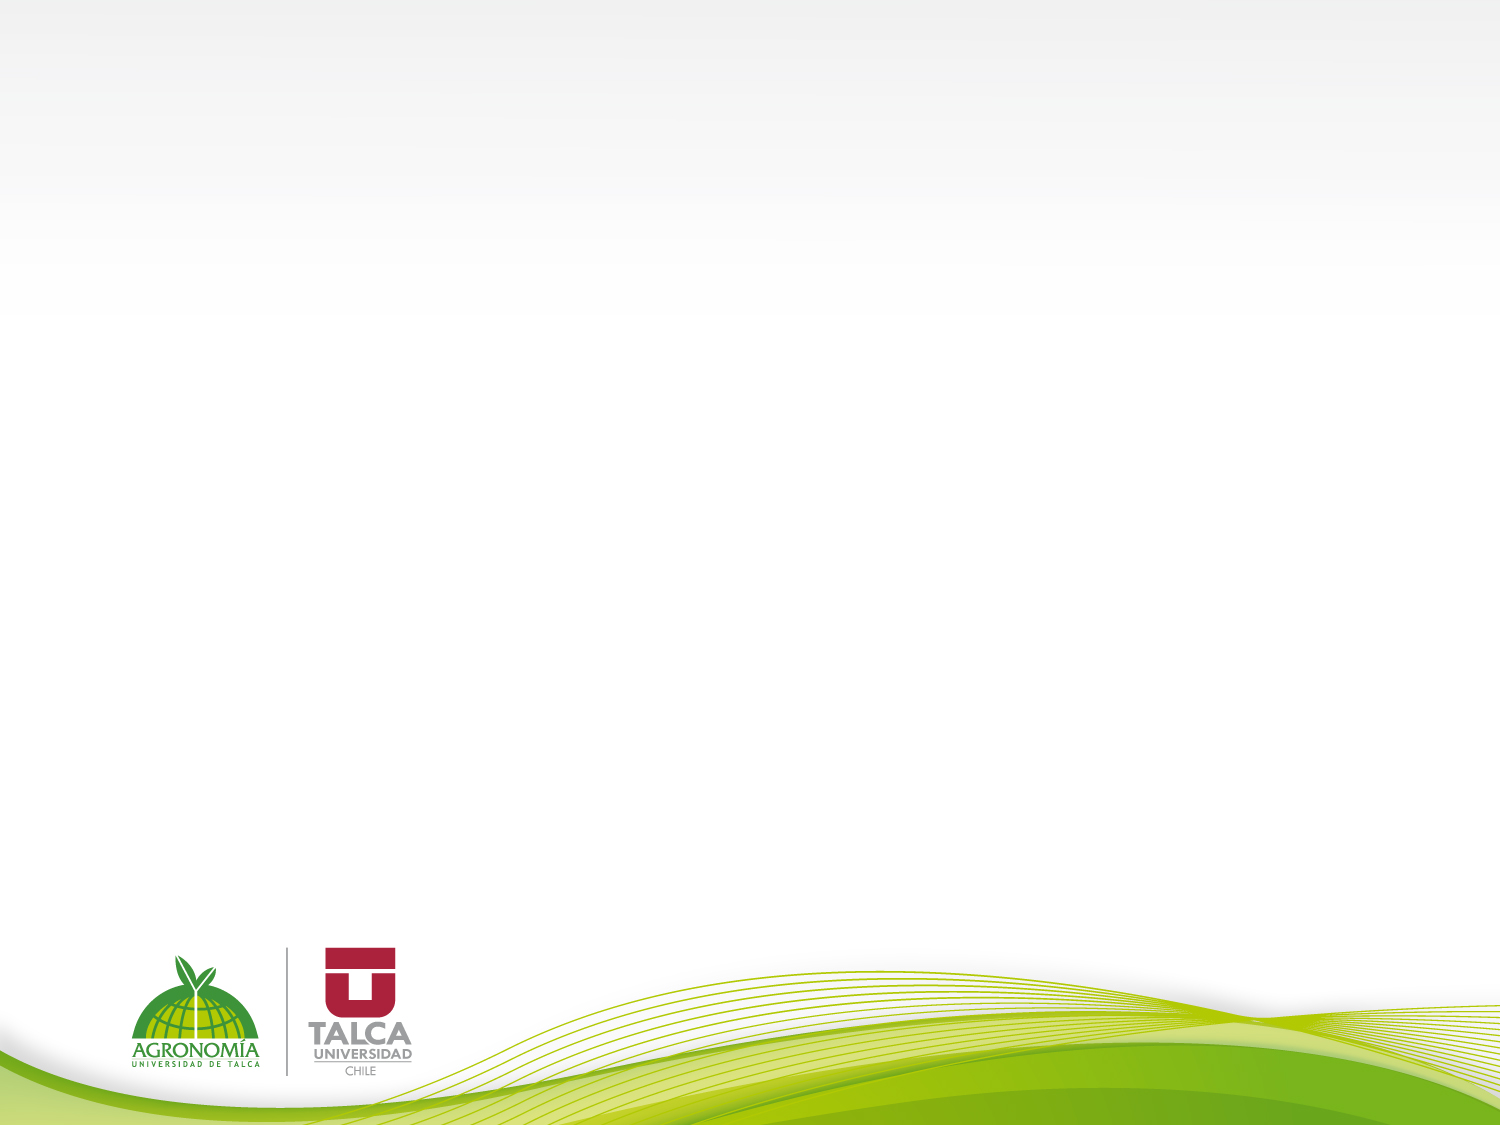 AGRONOMÍA
UNIVERSIDAD DE TALCA
TALCA
UNIVERSIDAD
CHILE